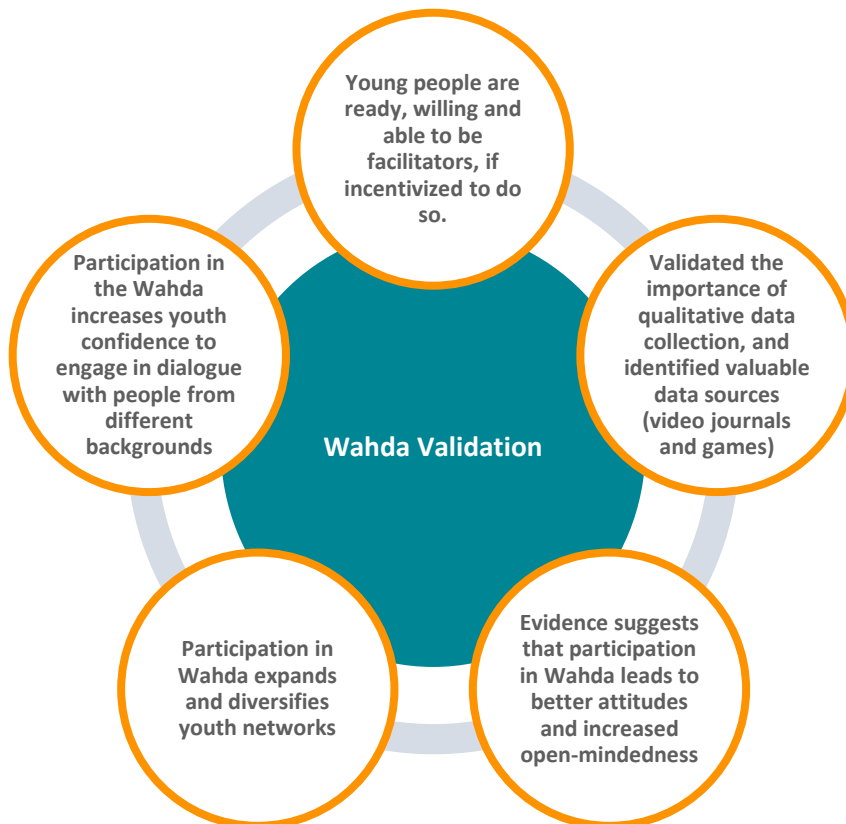 Young people are
ready, willing and
able to be
facilitators, if
incentivized to do
so.
Validated the
importance of
qualitative data
collection, and
identified valuable
data sources
(video journals
and games)
Evidence suggests
that participation
in Wahda leads to
better attitudes
and increased
open-mindedness
Participation in
Wahda expands
and diversifies
youth networks
Participation in
the Wahda
increases youth
confidence to
engage in dialogue
with people from
different
backgrounds
Wahda Validation